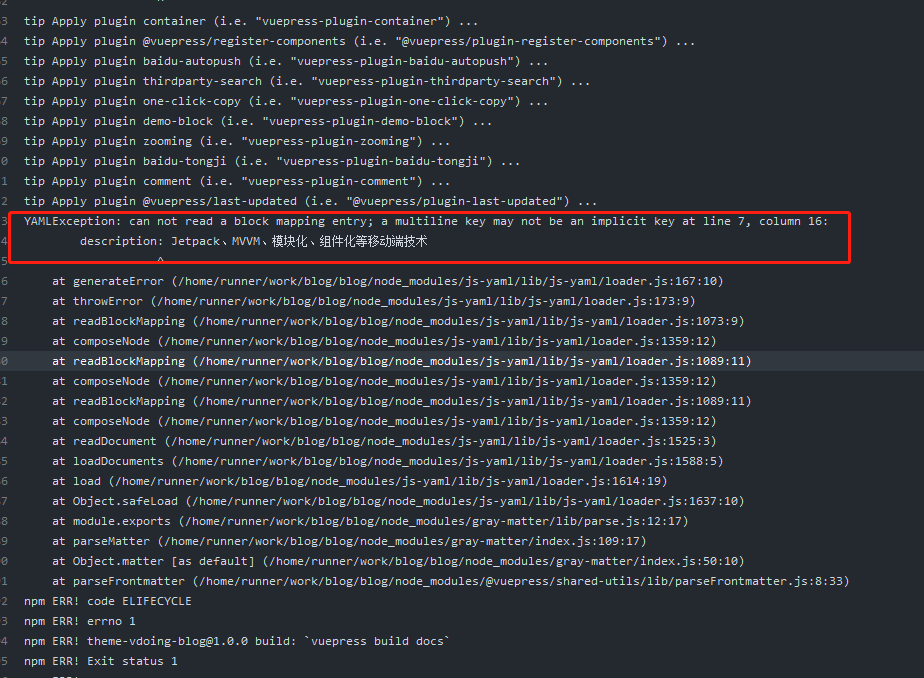 3 tip Apply plugin container (i.e. "vuepress-plugin-container") ...
4 tip Apply plugin @vuepress/register-components (i.e. "@vuepress/plugin-register-components") ...
5 tip Apply plugin baidu-autopush (i.e. "vuepress-plugin-baidu-autopush") ...
6 tip Apply plugin thirdparty-search (i.e. "vuepress-plugin-thirdparty-search") ...
7 tip Apply plugin one-click-copy (i.e. "vuepress-plugin-one-click-copy") ...
8 tip Apply plugin demo-block (i.e. "vuepress-plugin-demo-block") ...
9 tip Apply plugin zooming (i.e. "vuepress-plugin-zooming") ...
0 tip Apply plugin baidu-tongji (i.e. "vuepress-plugin-baidu-tongji") ...
1 tip Apply plugin comment (i.e. "vuepress-plugin-comment") ...
2 tip Apply plugin @vuepress/last-updated (i.e. "@vuepress/plugin-last-updated") ...
3 YAMLException: can not read a block mapping entry; a multiline key may not be an implicit key at line 7, column 16:
4 description: Jetpack、MVVM、模块化、组件化等移动端技术
5 ^
6 at generateError (/home/runner/work/blog/blog/node_modules/js-yaml/lib/js-yaml/loader.js:167:10)
7 at throwError (/home/runner/work/blog/blog/node_modules/js-yaml/lib/js-yaml/loader.js:173:9)
8 at readBlockMapping (/home/runner/work/blog/blog/node_modules/js-yaml/lib/js-yaml/loader.js:1073:9)
9 at composeNode (/home/runner/work/blog/blog/node_modules/js-yaml/lib/js-yaml/loader.js:1359:12)
0 at readBlockMapping (/home/runner/work/blog/blog/node_modules/js-yaml/lib/js-yaml/loader.js:1089:11)
1 at composeNode (/home/runner/work/blog/blog/node_modules/js-yaml/lib/js-yaml/loader.js:1359:12)
2 at readBlockMapping (/home/runner/work/blog/blog/node_modules/js-yaml/lib/js-yaml/loader.js:1089:11)
3 at composeNode (/home/runner/work/blog/blog/node_modules/js-yaml/lib/js-yaml/loader.js:1359:12)
4 at readDocument (/home/runner/work/blog/blog/node_modules/js-yaml/lib/js-yaml/loader.js:1525:3)
5 at loadDocuments (/home/runner/work/blog/blog/node_modules/js-yaml/lib/js-yaml/loader.js:1588:5)
6 at load (/home/runner/work/blog/blog/node_modules/js-yaml/lib/js-yaml/loader.js:1614:19)
7 at Object.safeLoad (/home/runner/work/blog/blog/node_modules/js-yaml/lib/js-yaml/loader.js:1637:10)
8 at module.exports (/home/runner/work/blog/blog/node_modules/gray-matter/lib/parse.js:12:17)
9 at parseMatter (/home/runner/work/blog/blog/node_modules/gray-matter/index.js:109:17)
0 at Object.matter [as default] (/home/runner/work/blog/blog/node_modules/gray-matter/index.js:50:10)
1 at parseFrontmatter (/home/runner/work/blog/blog/node_modules/@vuepress/shared-utils/lib/parseFrontmatter.js:8:33)
2 npm ERR! code ELIFECYCLE
3 npm ERR! errno 1
4 npm ERR! theme-vdoing-blog@1.0.0 build: `vuepress build docs`
5 npm ERR! Exit status 1